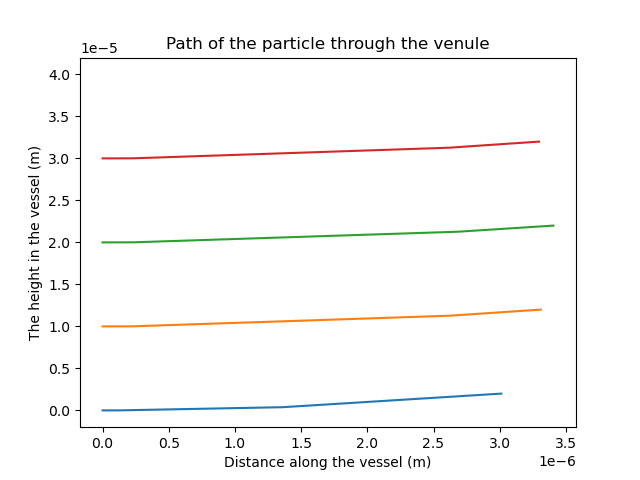 Path of the particle through the venule
1e−5
4.0
3.5
3.0
2.5
2.0
1.5
1.0
0.5
0.0
The height in the vessel (m)
0.0 0.5 1.0 1.5 2.0 2.5 3.0 3.5
Distance along the vessel (m)
1e−6